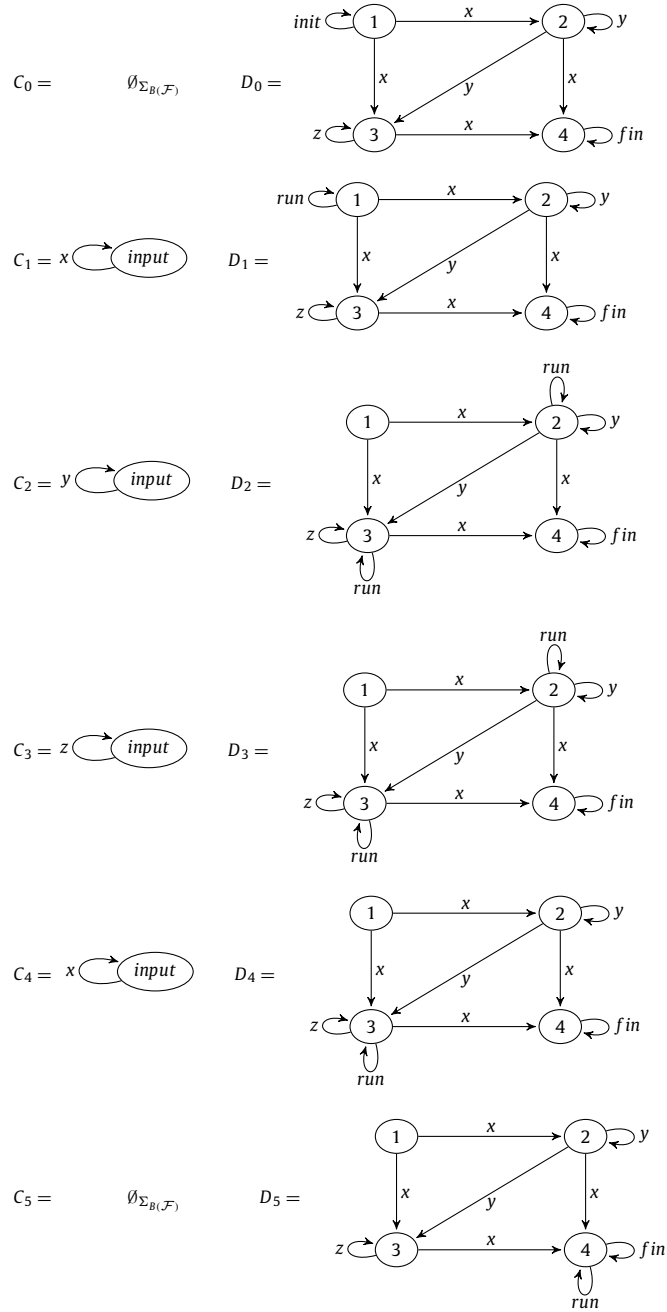 init 1 x 2 y
C₀ = ∅Σ_B(ℱ) D₀ = x y x
z 3 x 4 fin
run 1 x 2 y
C₁ = x input D₁ = x y x
z 3 x 4 fin
run
1 x 2 y
C₂ = y input D₂ = x y x
z 3 x 4 fin
run
run
1 x 2 y
C₃ = z input D₃ = x y x
z 3 x 4 fin
run
1 x 2 y
C₄ = x input D₄ = x y x
z 3 x 4 fin
run
1 x 2 y
C₅ = ∅Σ_B(ℱ) D₅ = x y x
z 3 x 4 fin
run